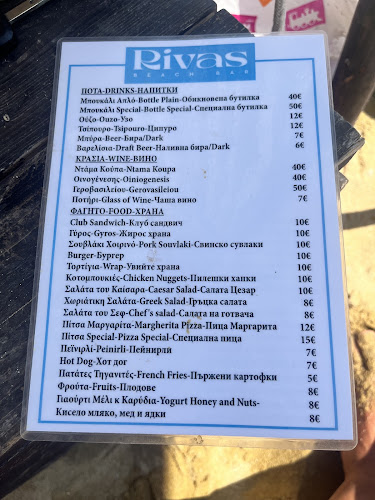 Rivas
BEACH BAR
ΠΟΤΑ-DRINKS-НАПИТКИ
Μπουκάλι Απλό-Bottle Plain-Обикновена бутилка 40€
Μπουκάλι Special-Bottle Special-Специална бутилка 50€
Ούζο-Ouzo-Узо 12€
Τσίπουρο-Tsipouro-Ципуро 12€
Μπύρα-Beer-Бира/Dark 7€
Βαρελίσια-Draft Beer-Наливна бира/Dark 6€
ΚΡΑΣΙΑ-WINE-ВИНО
Ντάμα Κούπα-Ntama Koupa 40€
Οινογένεσης-Oiniogenesis 40€
Γεροβασιλείου-Gerovasileiou 50€
Ποτήρι-Glass of Wine-Чаша вино 7€
ΦΑΓΗΤΟ-FOOD-ХРАНА
Club Sandwich-Клуб сандвич 10€
Γύρος-Gyros-Жирос храна 10€
Σουβλάκι Χοιρινό-Pork Souvlaki-Свинско сувлаки 10€
Burger-Бургер 10€
Τορτίγια-Wrap-Увийте храна 10€
Κοτομπουκιές-Chicken Nuggets-Пилешки хапки 10€
Σαλάτα του Καίσαρα-Caesar Salad-Салата Цезар 10€
Χωριάτικη Σαλάτα-Greek Salad-Гръцка салата 8€
Σαλάτα του Σεφ-Chef´s salad-Салата на готвача 8€
Πίτσα Μαργαρίτα-Margherita Pizza-Пица Маргарита 12€
Πίτσα Special-Pizza Special-Специална пица 15€
Πεϊνιρλί-Peinirli-Пейнирли 7€
Hot Dog-Хот дог 7€
Πατάτες Τηγανιτές-French Fries-Пържени картофки 5€
Φρούτα-Fruits-Плодове 8€
Γιαούρτι Μέλι κ Καρύδια-Yogurt Honey and Nuts- 8€
Кисело мляко, мед и ядки 8€